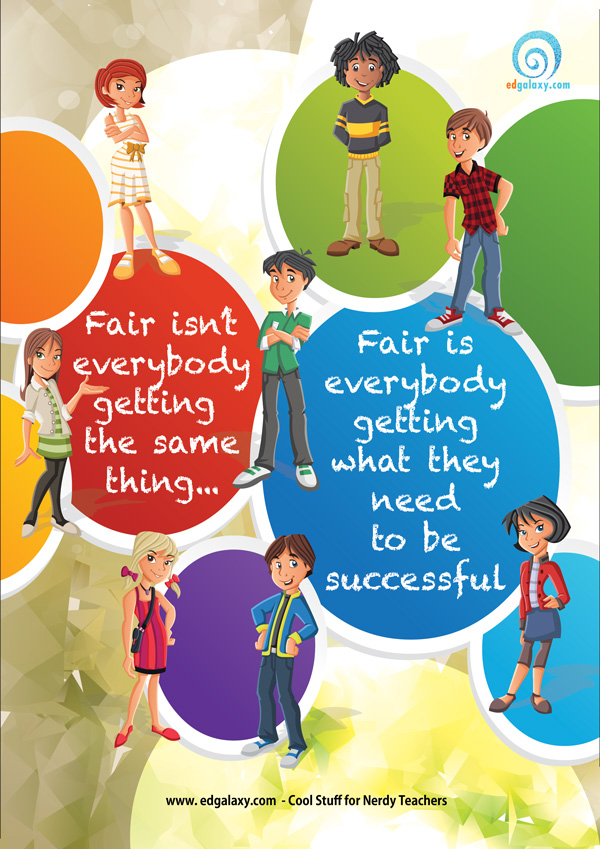 edgalaxy.com
Fair isn't
everybody
getting
the same
thing...
Fair is
everybody
getting
what they
need
to be
successful
www. edgalaxy.com - Cool Stuff for Nerdy Teachers